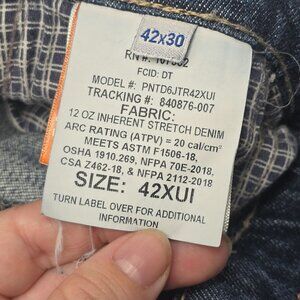 42x30
RN#:
FCID: DT
MODEL #: PNTD6JTR42XUI
TRACKING #: 840876-007
FABRIC:
12 OZ INHERENT STRETCH DENIM
ARC RATING (ATPV) = 20 cal/cm²
MEETS ASTM F1506-18,
OSHA 1910.269, NFPA 70E-2018,
CSA Z462-18, & NFPA 2112-2018
SIZE: 42XUI
TURN LABEL OVER FOR ADDITIONAL
INFORMATION